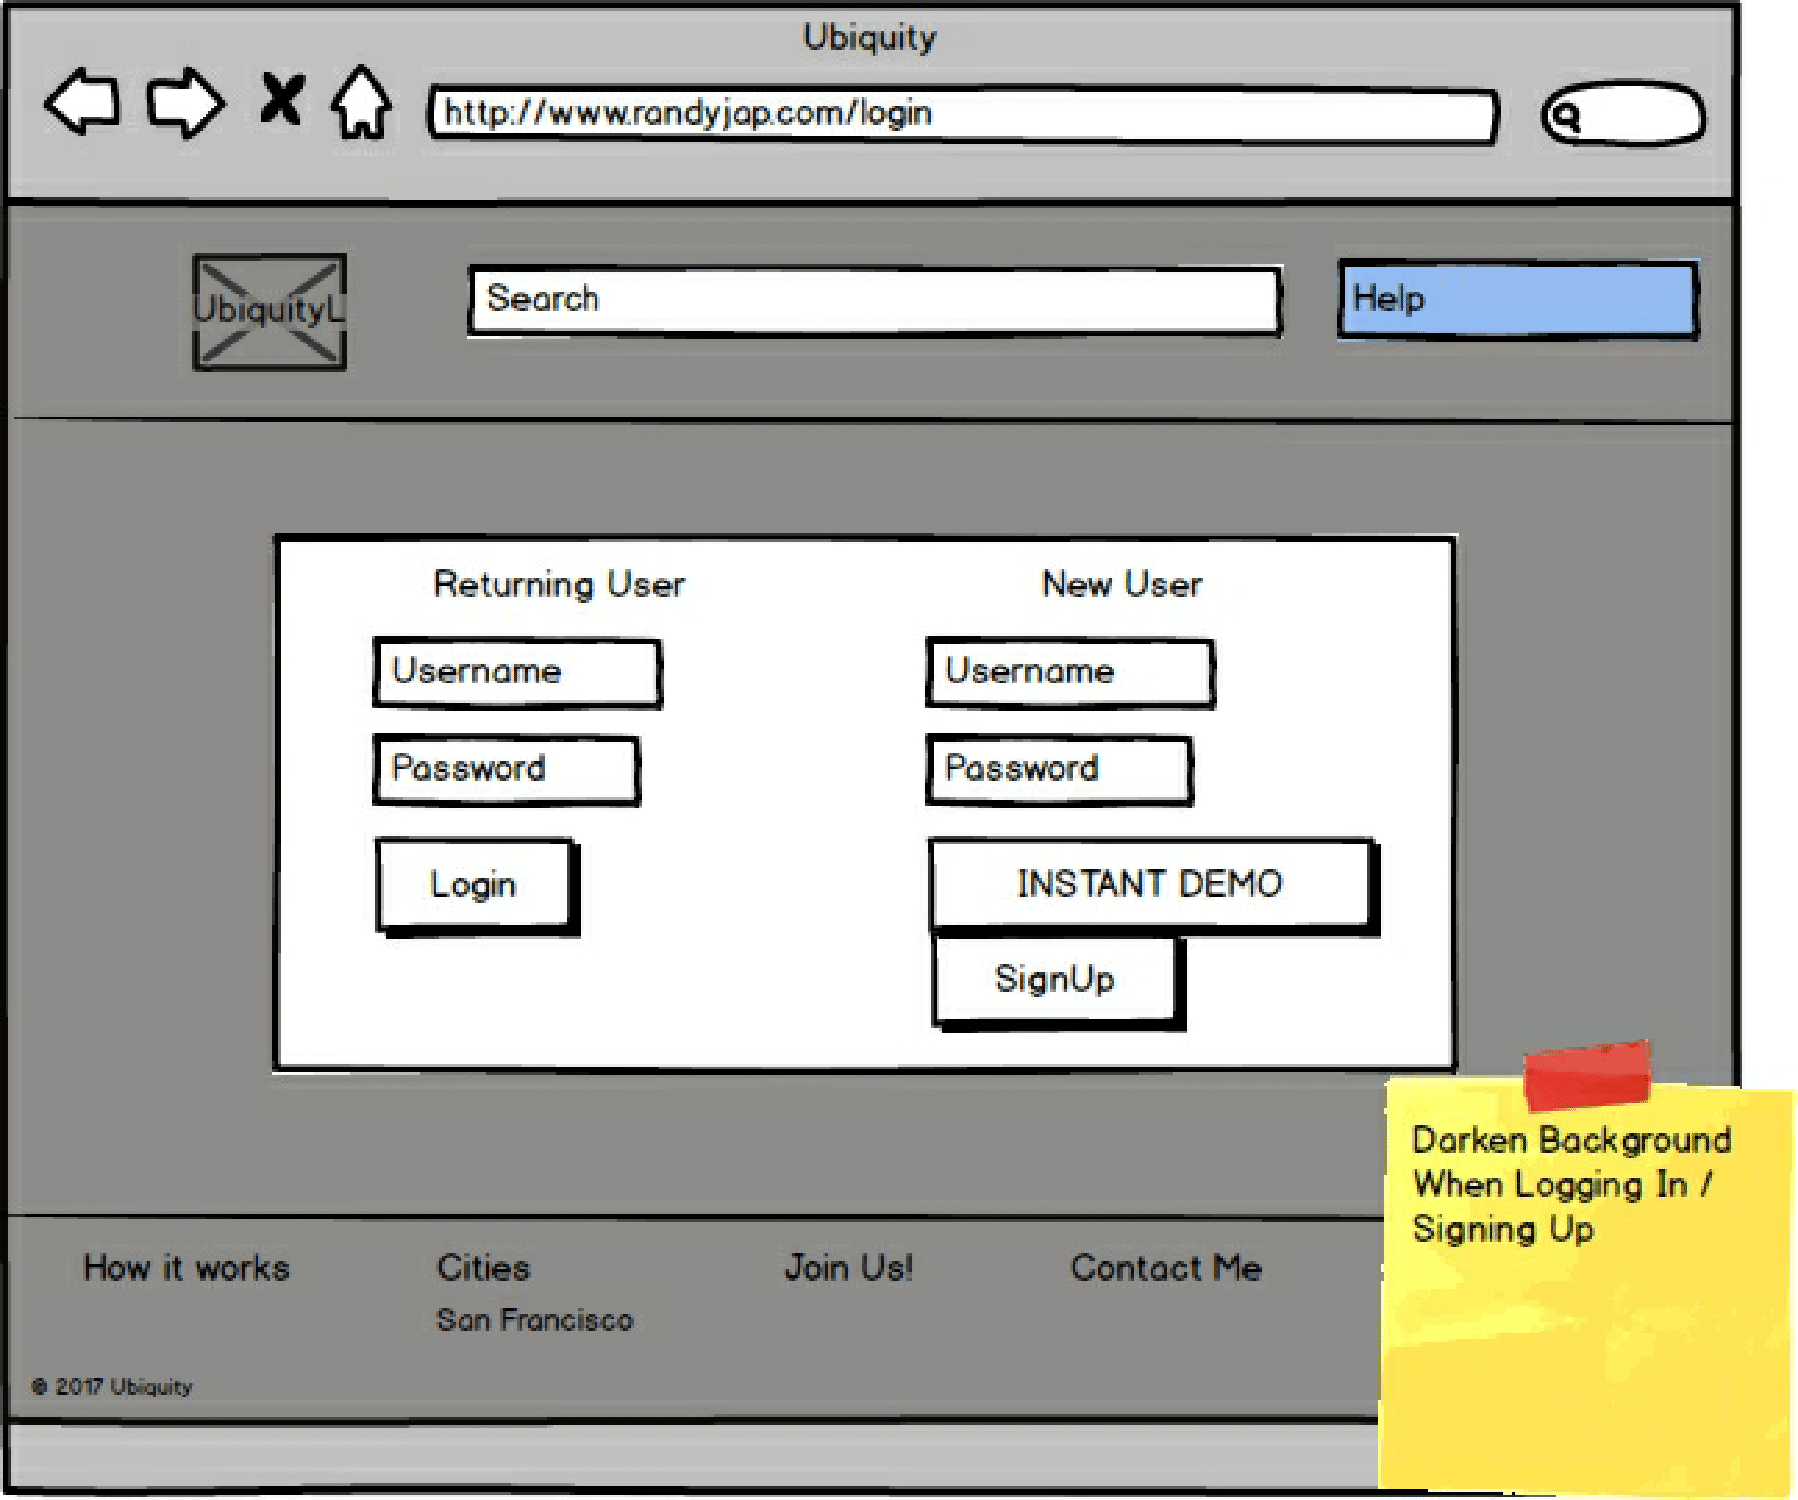 Ubiquity
http://www.randyjap.com/login
UbiquityL
Search
Help
Returning User
New User
Username
Username
Password
Password
Login
INSTANT DEMO
SignUp
Darken Background
When Logging In /
Signing Up
How it works
Cities
Join Us!
Contact Me
San Francisco
© 2017 Ubiquity